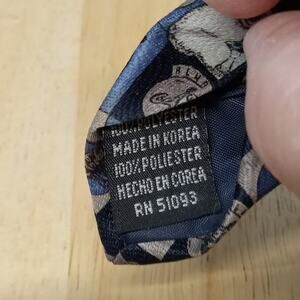 100% POLYESTER
MADE IN KOREA
100% POLIESTER
HECHO EN COREA
RN 51093